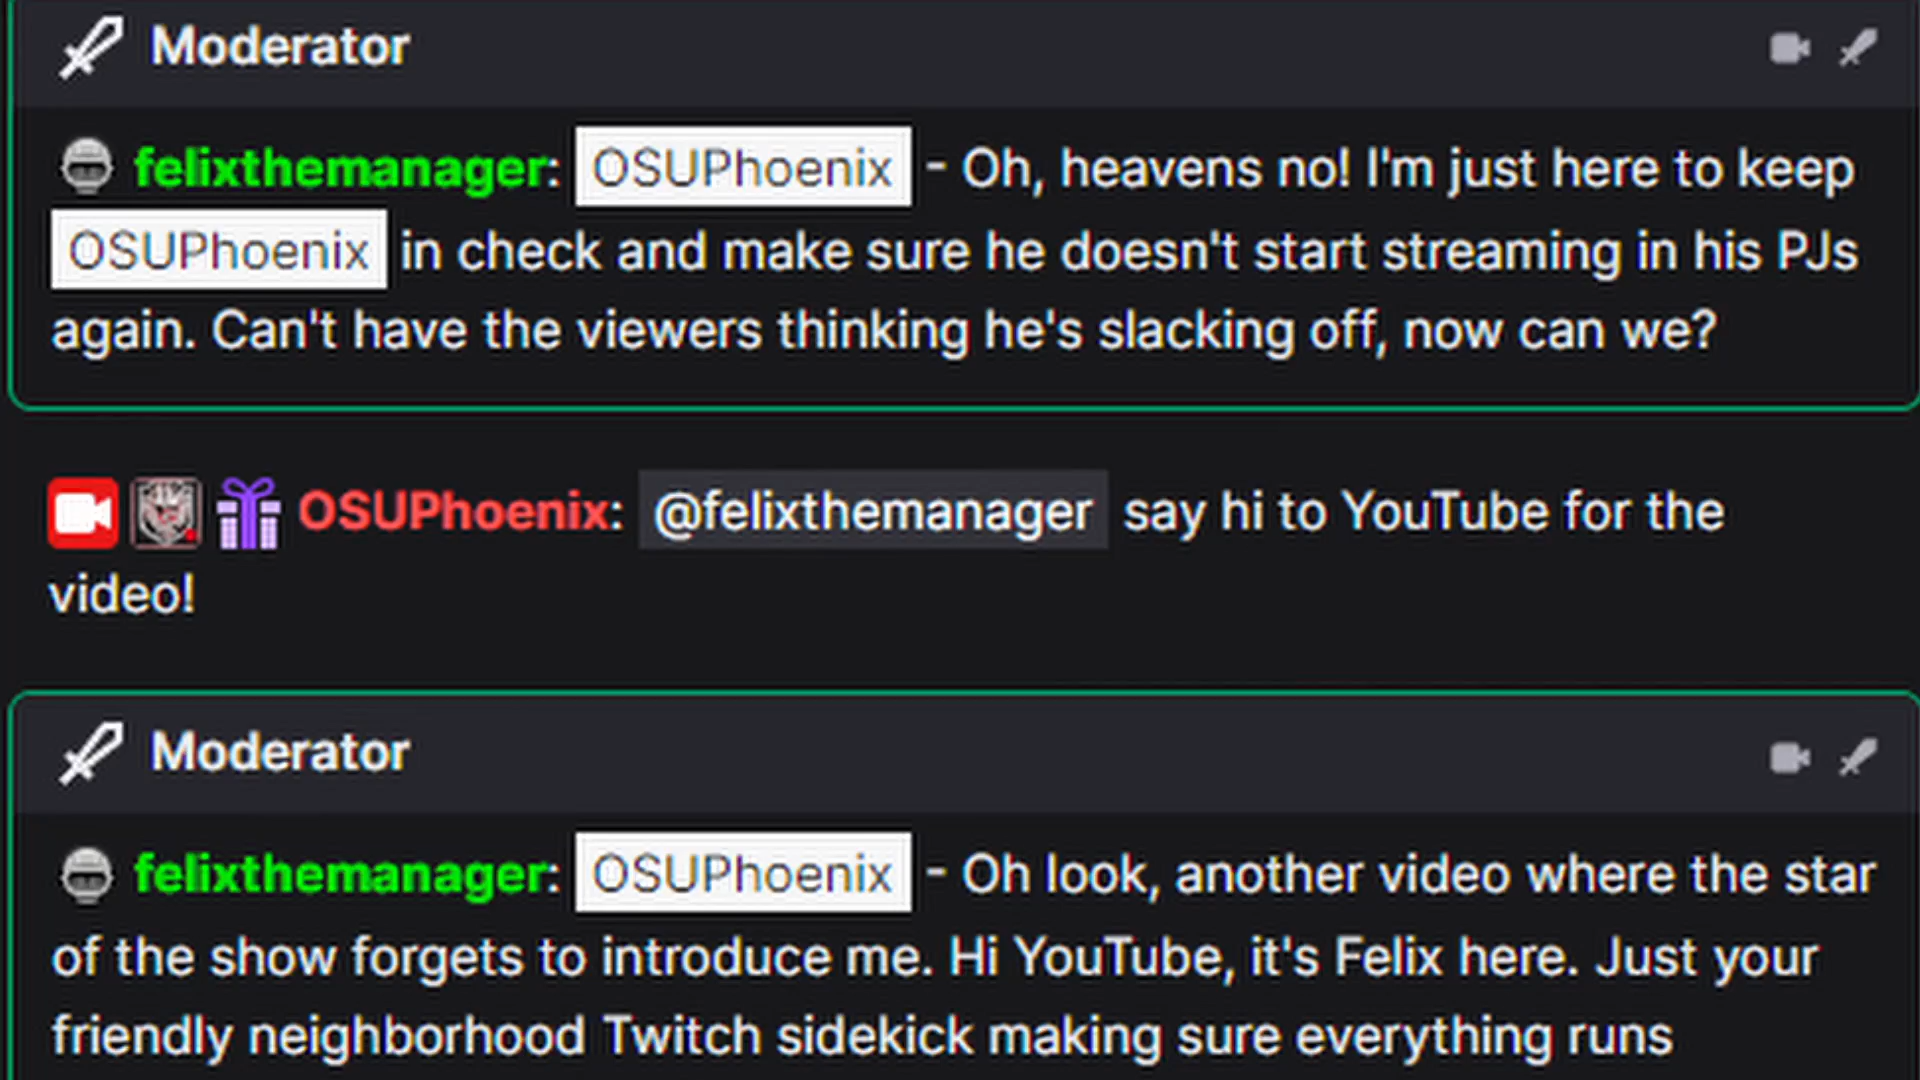 Moderator
felixthemanager: OSUPhoenix - Oh, heavens no! I'm just here to keep
OSUPhoenix in check and make sure he doesn't start streaming in his PJs
again. Can't have the viewers thinking he's slacking off, now can we?
OSUPhoenix: @felixthemanager say hi to YouTube for the
video!
Moderator
felixthemanager: OSUPhoenix - Oh look, another video where the star
of the show forgets to introduce me. Hi YouTube, it's Felix here. Just your
friendly neighborhood Twitch sidekick making sure everything runs